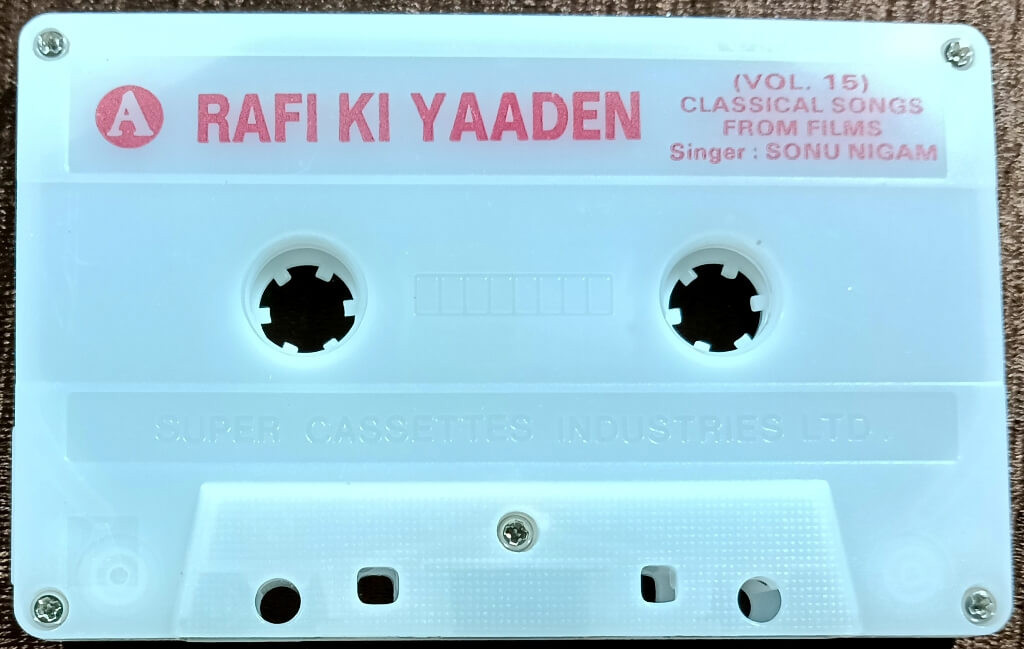 A RAFI KI YAADEN
(VOL. 15)
CLASSICAL SONGS
FROM FILMS
Singer : SONU NIGAM
SUPER CASSETTES INDUSTRIES LTD.